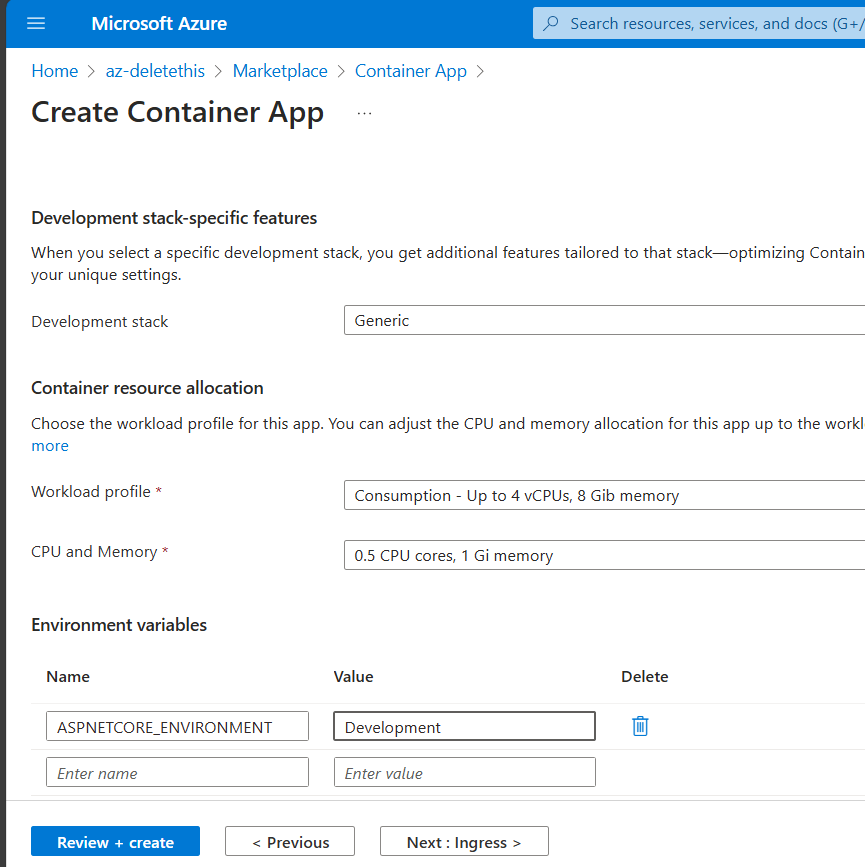 Microsoft Azure
Search resources, services, and docs (G+/
Home > az-deletethis > Marketplace > Container App >
Create Container App ...
Development stack-specific features
When you select a specific development stack, you get additional features tailored to that stack—optimizing Contain
your unique settings.
Development stack
Generic
Container resource allocation
Choose the workload profile for this app. You can adjust the CPU and memory allocation for this app up to the workl
more
Workload profile *
Consumption - Up to 4 vCPUs, 8 Gib memory
CPU and Memory *
0.5 CPU cores, 1 Gi memory
Environment variables
Name Value Delete
ASPNETCORE_ENVIRONMENT Development
Enter name Enter value
Review + create < Previous Next : Ingress >